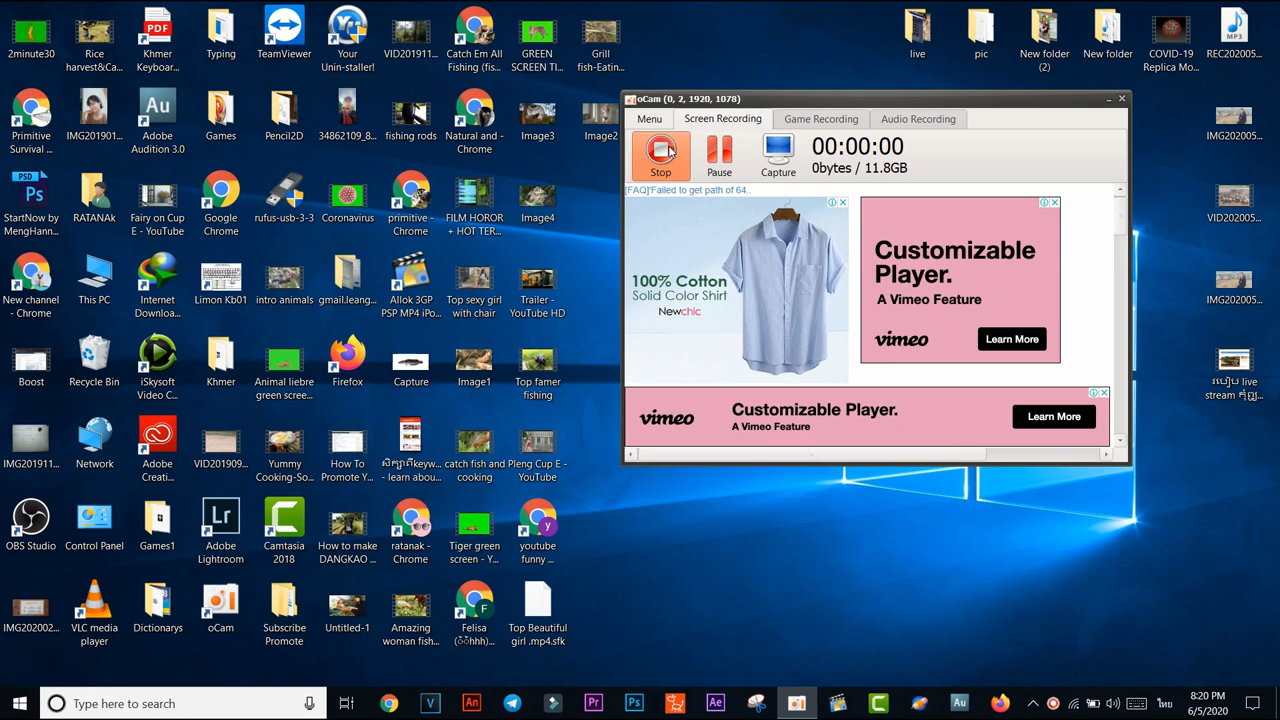 2minute30
Rice harvest&Ca...
Khmer Keyboar...
Typing
TeamViewer
Your Unin-staller!
VID201911...
Catch Em All Fishing (fis...
GREEN SCREEN TI...
Grill fish-Eatin...
live
pic
New folder (2)
New folder
COVID-19 Replica Mo...
REC202005...
Primitive Survival ...
IMG201901...
Adobe Audition 3.0
Games
Pencil2D
34862109_8...
fishing rods
Natural and - Chrome
Image3
Image2
IMG202005...
StartNow by MengHann...
RATANAk
Fairy on Cup E - YouTube
Google Chrome
rufus-usb-3-3
Coronavirus
primitive - Chrome
FILM HOROR + HOT TER...
Image4
VID202005...
New channel - Chrome
This PC
Internet Downloa...
Limon Kb01
intro animals
gmail.leang...
Allok 3GP PSP MP4 iPo...
Top sexy girl with chair
Trailer - YouTube HD
IMG202005...
Boost
Recycle Bin
iSkysoft Video C...
Khmer
Animal liebre green scree...
Firefox
Capture
Image1
Top famer fishing
IMG201911...
Network
Adobe Creati...
VID201909...
Yummy Cooking-So...
How To Promote Y...
catch fish and cooking
Pleng Cup E - YouTube
OBS Studio
Control Panel
Games1
Adobe Lightroom
Camtasia 2018
How to make DANGKAO ...
ratanak - Chrome
Tiger green screen - Y...
youtube funny ...
IMG202002...
VLC media player
Dictionarys
oCam
Subscribe Promote
Untitled-1
Amazing woman fish...
Top Beautiful girl .mp4.sfk
oCam (0, 2, 1920, 1078)
Menu
Screen Recording
Game Recording
Audio Recording
Stop
Pause
Capture
00:00:00
0bytes / 11.8GB
[FAQ]'Failed to get path of 64..
100% Cotton
Solid Color Shirt
Newchic
Customizable
Player.
A Vimeo Feature
vimeo
Learn More
vimeo
Customizable Player.
A Vimeo Feature
Learn More
Type here to search
ไทย
8:20 PM
6/5/2020